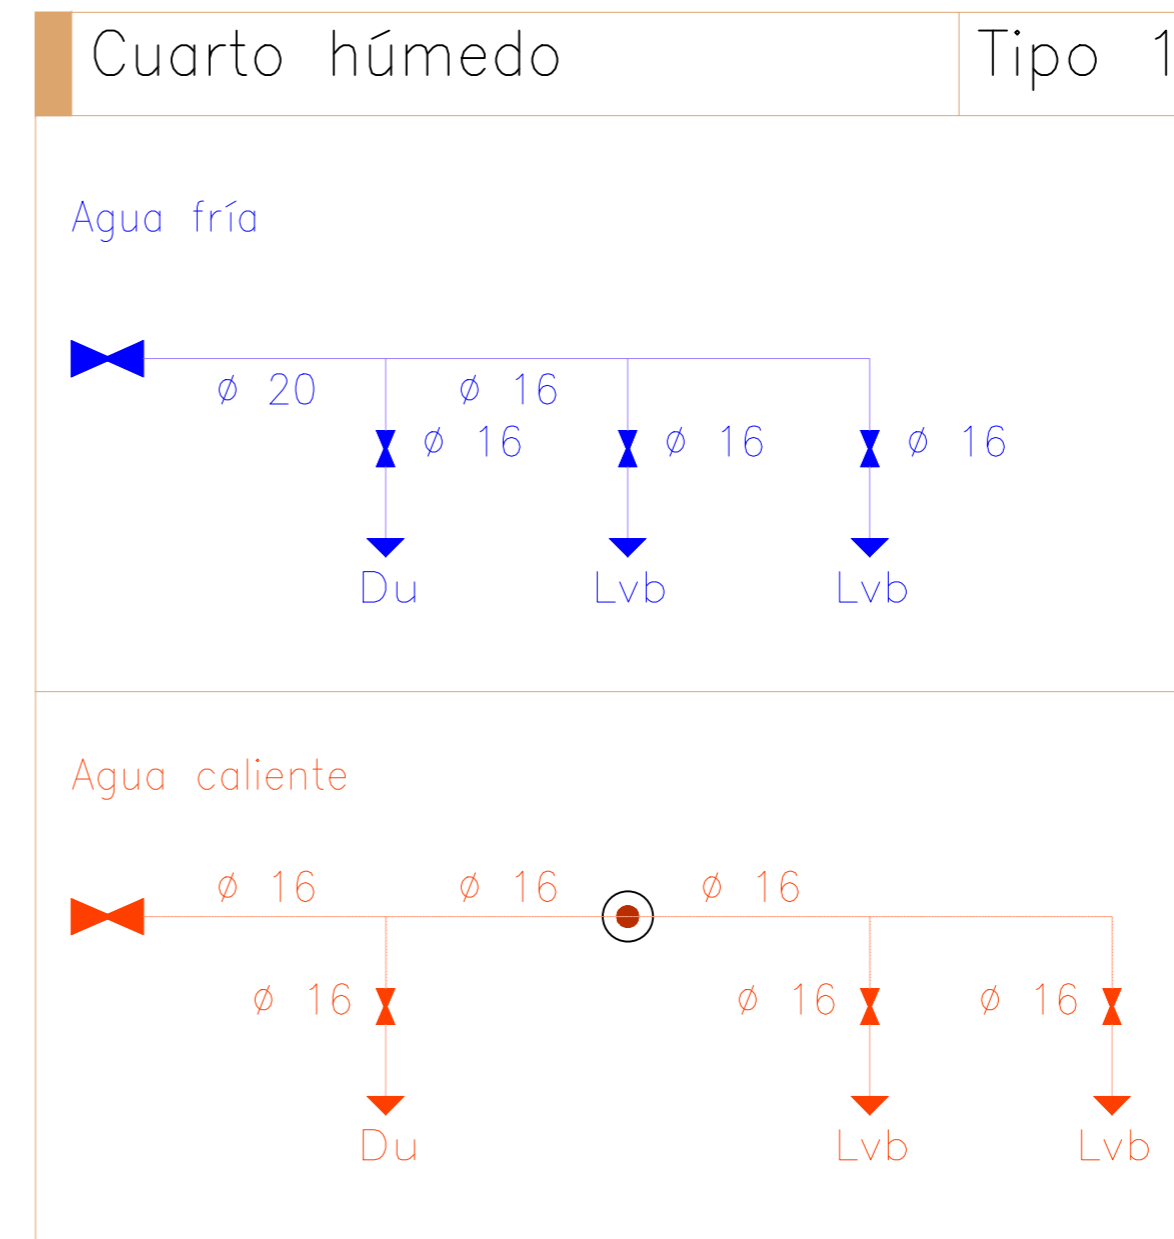 Cuarto húmedo Tipo 1
Agua fría
ø 20 ø 16
ø 16 ø 16 ø 16
Du Lvb Lvb
Agua caliente
ø 16 ø 16 ø 16
ø 16 ø 16 ø 16
Du Lvb Lvb